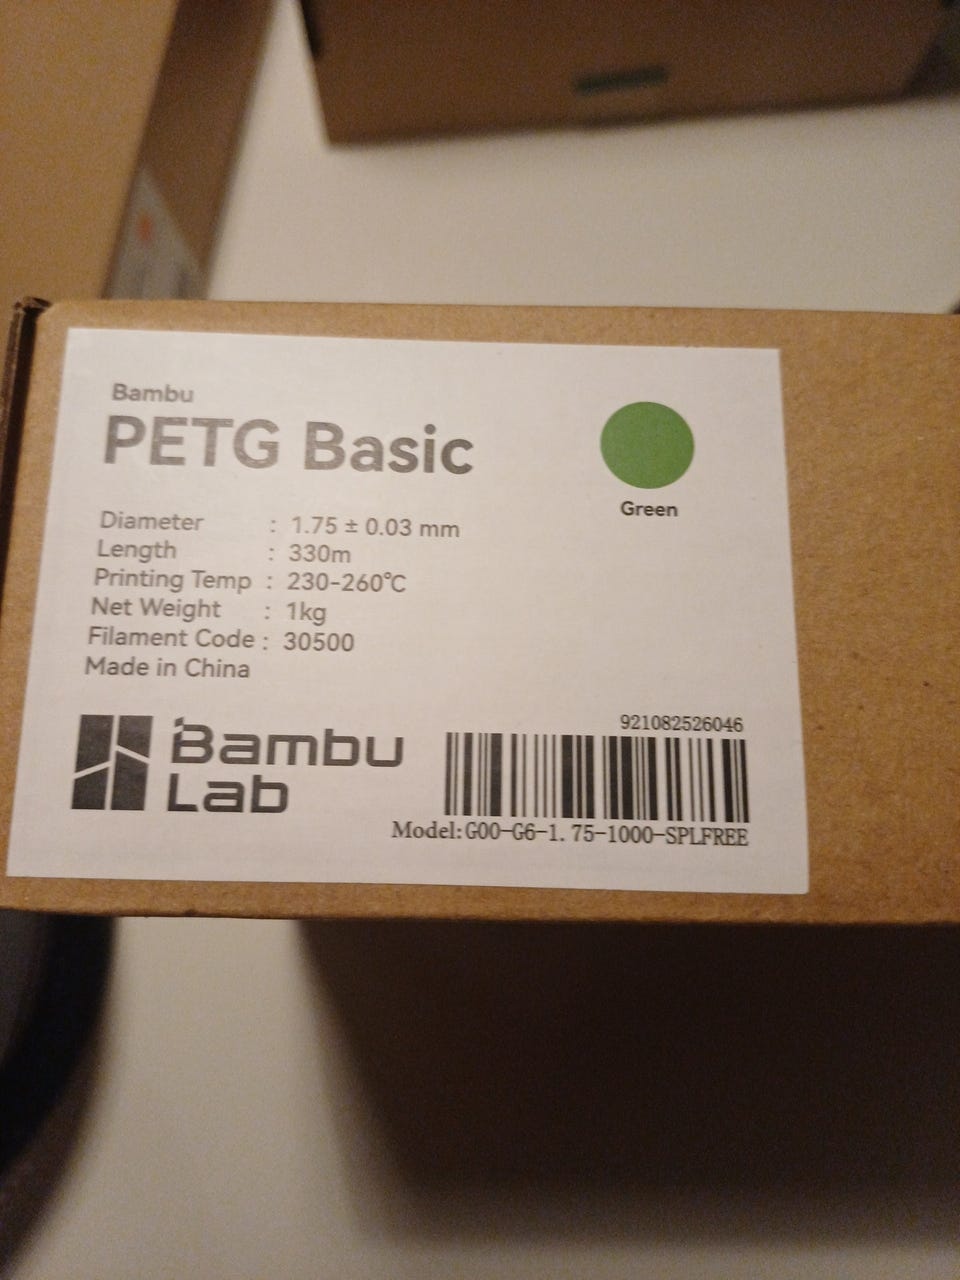 Bambu
PETG Basic
Green
Diameter : 1.75 ± 0.03 mm
Length : 330m
Printing Temp : 230-260℃
Net Weight : 1kg
Filament Code : 30500
Made in China
Bambu
Lab
921082526046
Model:G00-G6-1.75-1000-SPLFREE